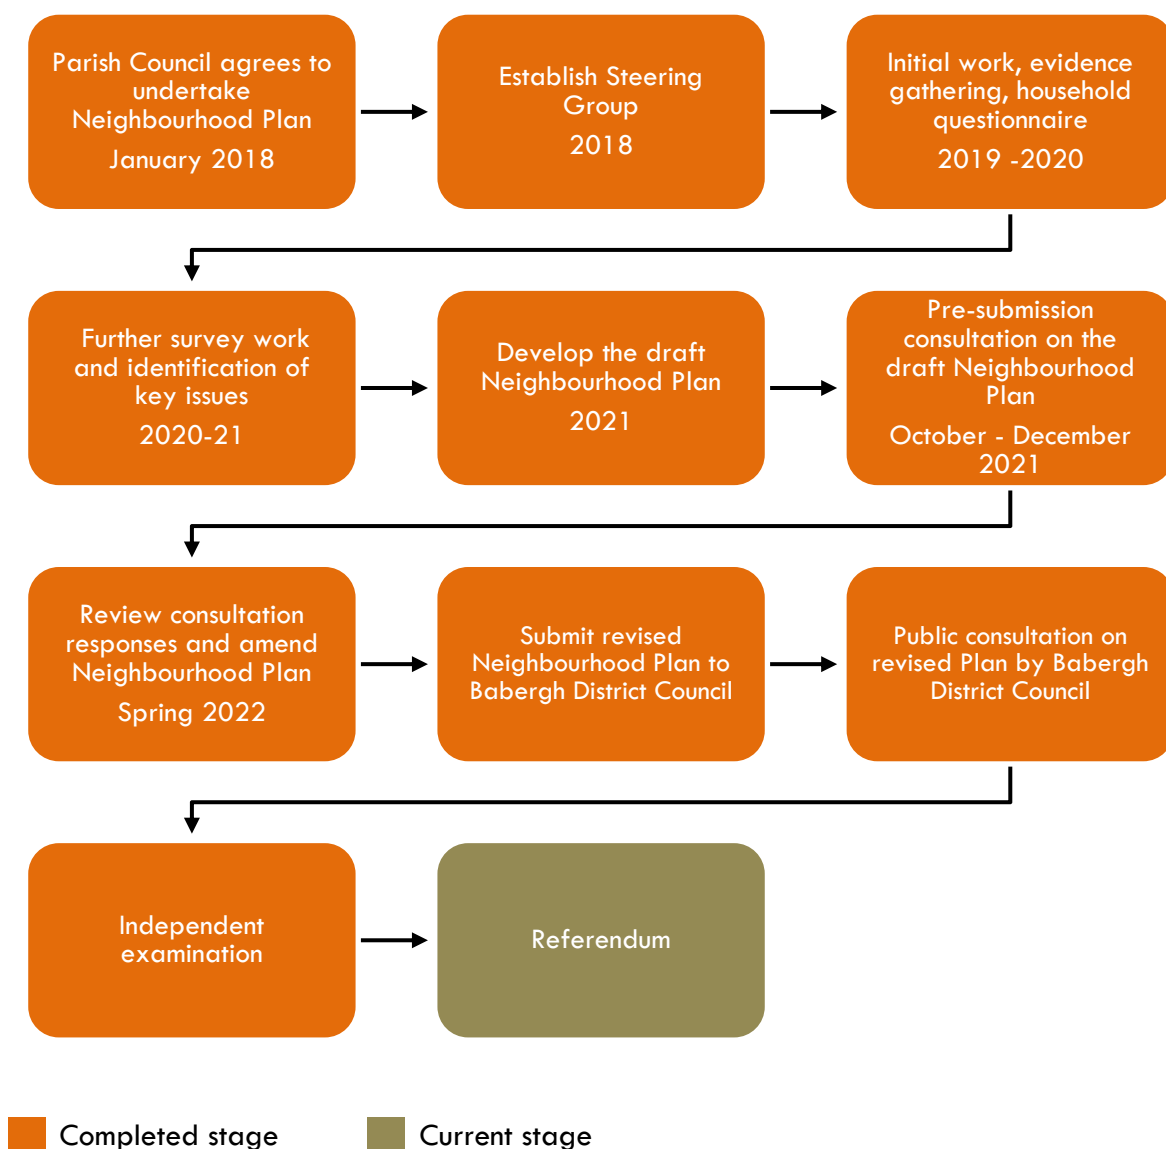 Parish Council agrees to
undertake
Neighbourhood Plan
January 2018
Establish Steering
Group
2018
Initial work, evidence
gathering, household
questionnaire
2019 -2020
Further survey work
and identification of
key issues
2020-21
Develop the draft
Neighbourhood Plan
2021
Pre-submission
consultation on the
draft Neighbourhood
Plan
October - December
2021
Review consultation
responses and amend
Neighbourhood Plan
Spring 2022
Submit revised
Neighbourhood Plan to
Babergh District Council
Public consultation on
revised Plan by Babergh
District Council
Independent
examination
Referendum
Completed stage
Current stage